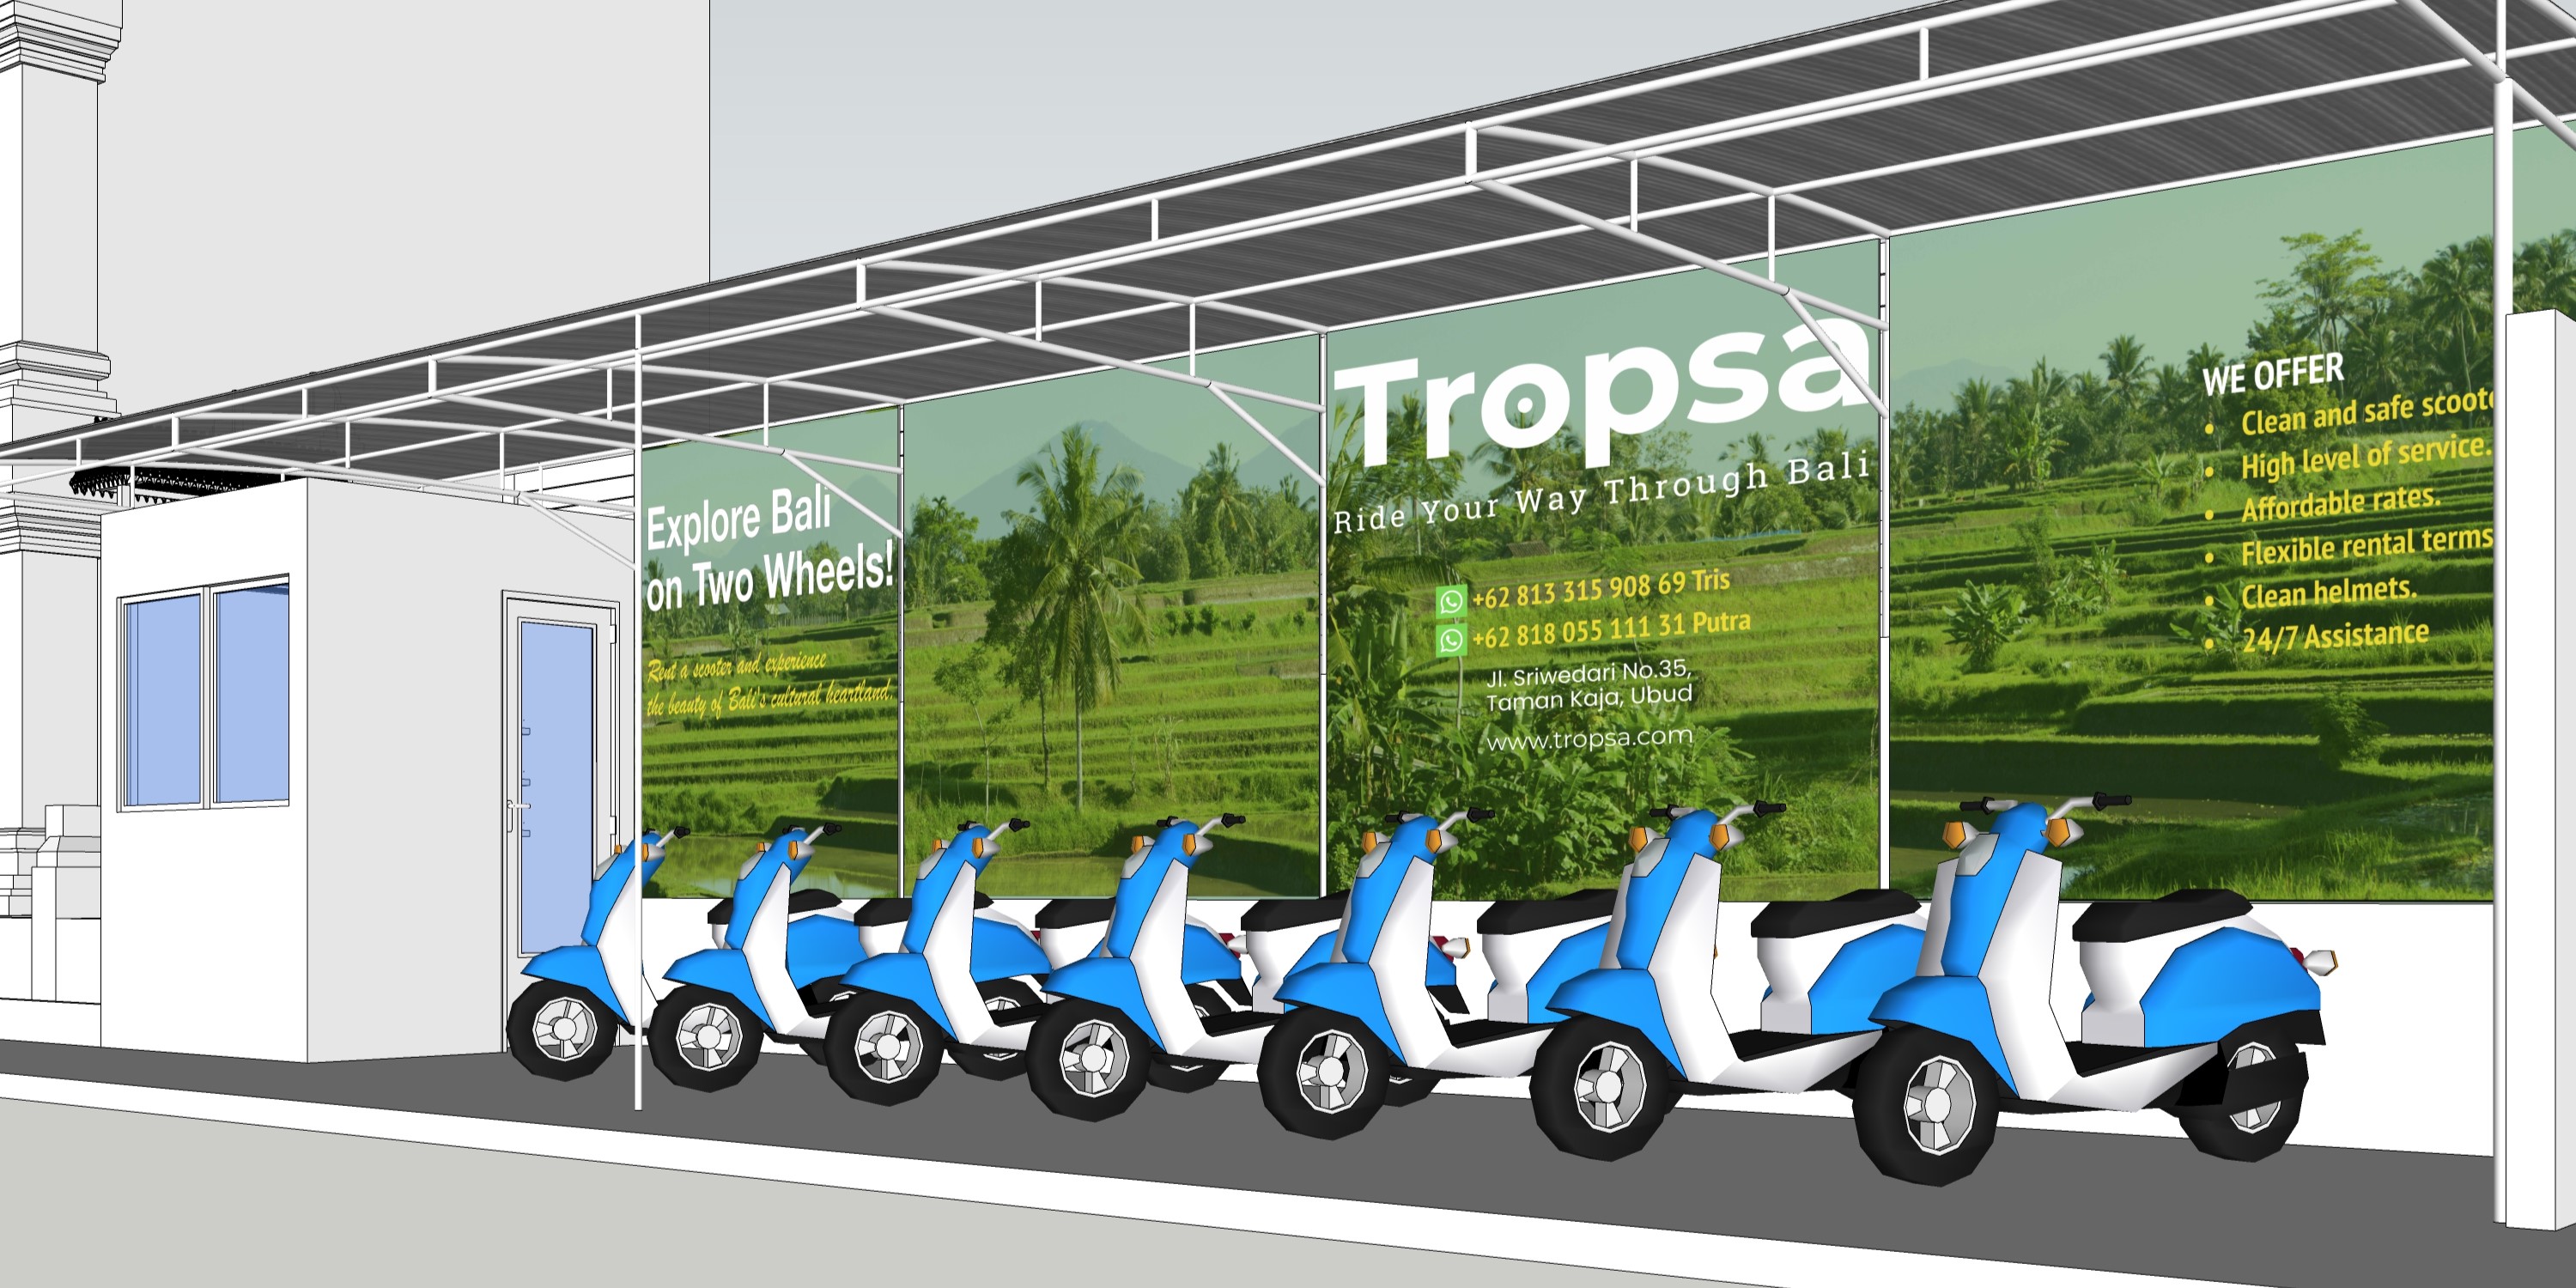 Explore Bali
on Two Wheels!
Rent a scooter and experience
the beauty of Bali's cultural heartland.
Tropsa
Ride Your Way Through Bali
+62 813 315 908 69 Tris
+62 818 055 111 31 Putra
Jl. Sriwedari No.35,
Taman Kaja, Ubud
www.tropsa.com
WE OFFER
• Clean and safe
• High level of service.
• Affordable rates.
• Flexible rental terms
• Clean helmets.
• 24/7 Assistance